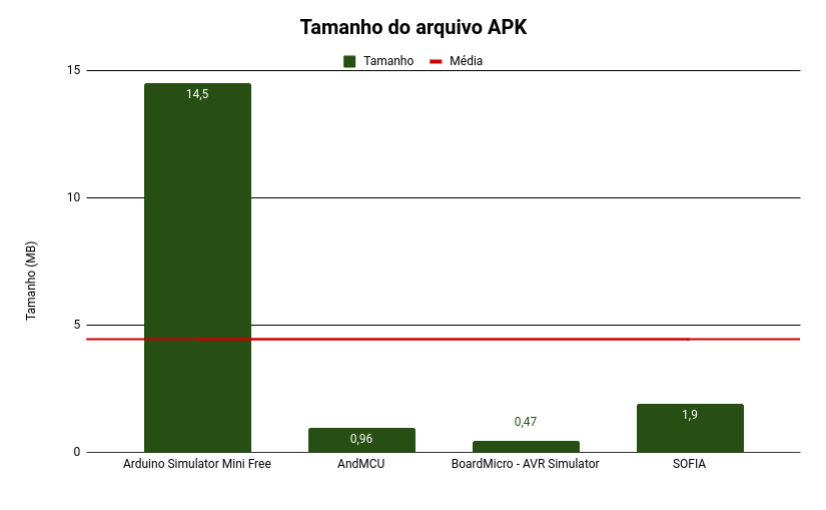 Tamanho do arquivo APK
Tamanho Média
15
10
5
0
Tamanho (MB)
14,5
0,96
0,47
1,9
Arduino Simulator Mini Free
AndMCU
BoardMicro - AVR Simulator
SOFIA